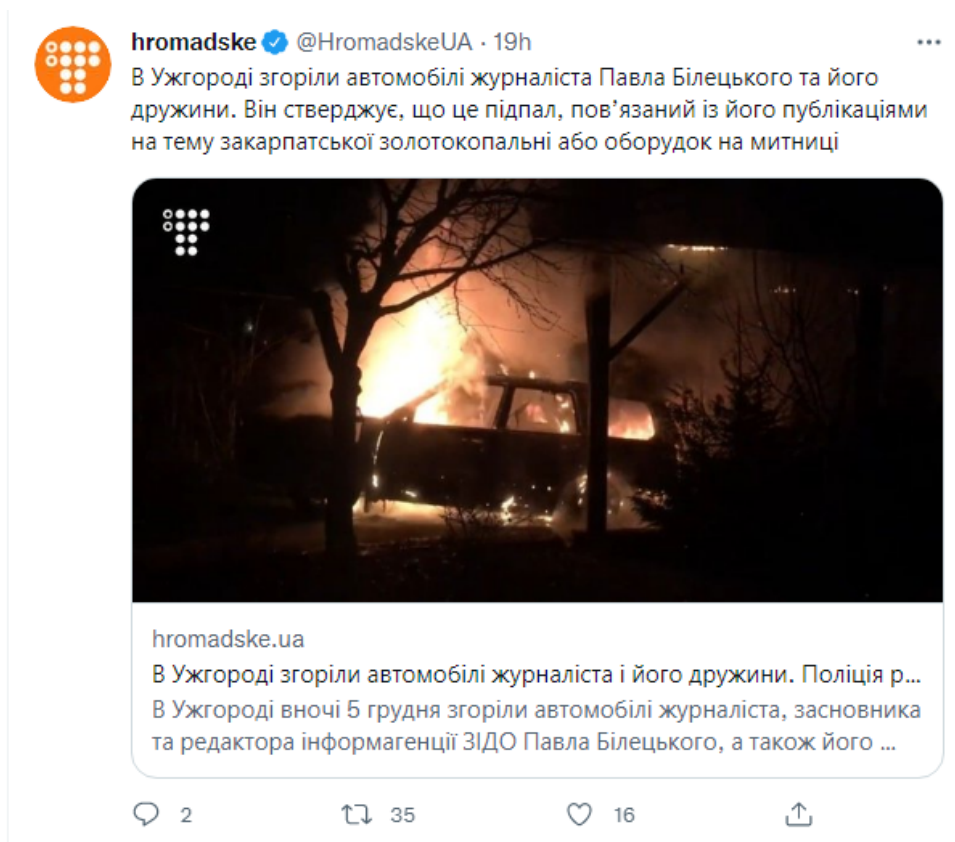 hromadske @HromadskeUA · 19h
В Ужгороді згоріли автомобілі журналіста Павла Білецького та його
дружини. Він стверджує, що це підпал, пов’язаний із його публікаціями
на тему закарпатської золотокопальні або оборудок на митниці
hromadske.ua
В Ужгороді згоріли автомобілі журналіста і його дружини. Поліція р...
В Ужгороді вночі 5 грудня згоріли автомобілі журналіста, засновника
та редактора інформагенції ЗІДО Павла Білецького, а також його ...
2 35 16